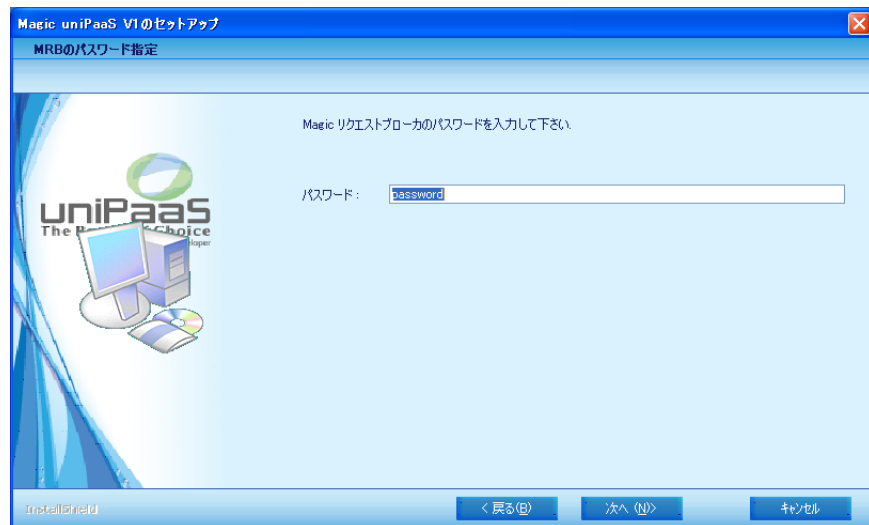 Magic uniPaaS V1のセットアップ
MRBのパスワード指定
Magic リクエストブローカのパスワードを入力して下さい.
uniPaaS
The Power of Choice
パスワード :
password
InstallShield
< 戻る(B)
次へ (N)>
キャンセル